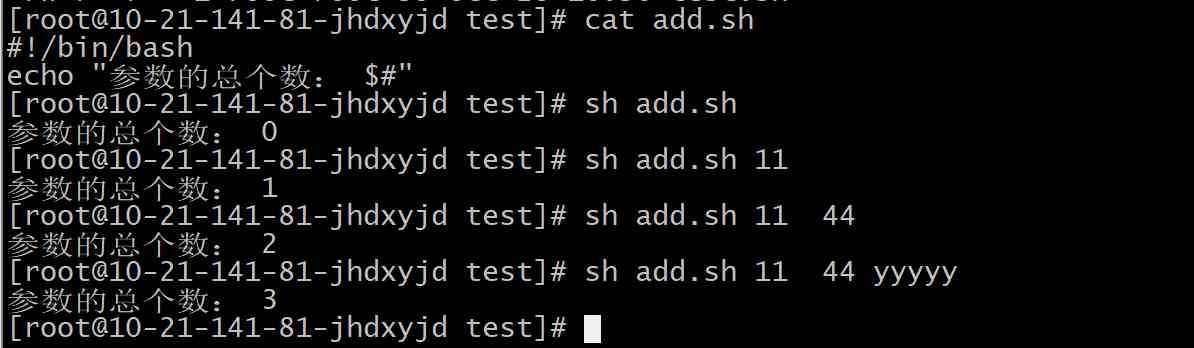 [root@10-21-141-81-jhdxyjd test]# cat add.sh
#!/bin/bash
echo "参数的总个数： $#"
[root@10-21-141-81-jhdxyjd test]# sh add.sh
参数的总个数： 0
[root@10-21-141-81-jhdxyjd test]# sh add.sh 11
参数的总个数： 1
[root@10-21-141-81-jhdxyjd test]# sh add.sh 11  44
参数的总个数： 2
[root@10-21-141-81-jhdxyjd test]# sh add.sh 11  44 yyyyy
参数的总个数： 3
[root@10-21-141-81-jhdxyjd test]#